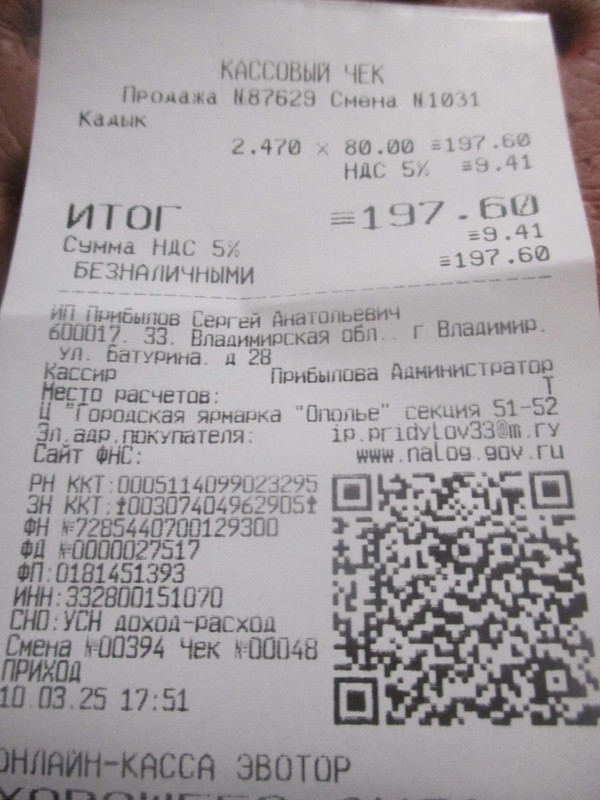 КАССОВЫЙ ЧЕК
Продажа №87629 Смена №1031
Кадык
2.470 × 80.00 ≡197.60
НДС 5% ≡9.41
ИТОГ ≡197.60
Сумма НДС 5% ≡9.41
БЕЗНАЛИЧНЫМИ ≡197.60
ИП Прибылов Сергей Анатольевич
600017. 33. Владимирская обл.. г Владимир.
ул. Батурина. д 28
Кассир Прибылова Администратор
Место расчетов: Т
Ц "Городская ярмарка "Ополье" секция 51-52
Эл.адр.покупателя: ip.pridylov33@m.ry
Сайт ФНС: www.nalog.gov.ru
РН ККТ:0005114099023295
ЗН ККТ:↑00307404962905↑
ФН №7285440700129300
ФД №0000027517
ФП:0181451393
ИНН:332800151070
СНО:УСН доход-расход
Смена №00394 Чек №00048
ПРИХОД
10.03.25 17:51
ОНЛАЙН-КАССА ЭВОТОР